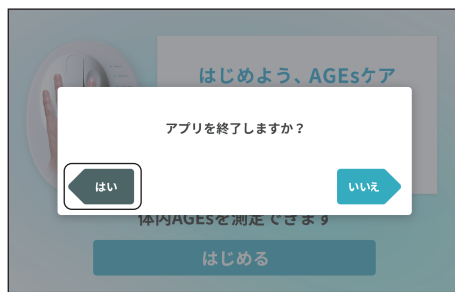 はじめよう、AGEsケア
アプリを終了しますか？
はい
いいえ
体内AGEsを測定できます
はじめる